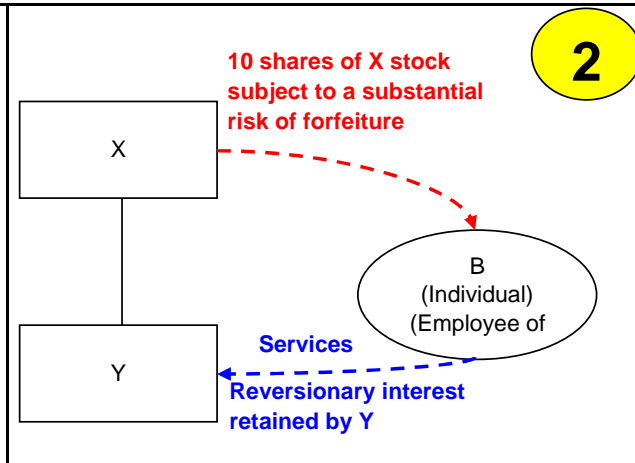 10 shares of X stock
subject to a substantial
risk of forfeiture
2
X
B
(Individual)
(Employee of
Services
Y
Reversionary interest
retained by Y